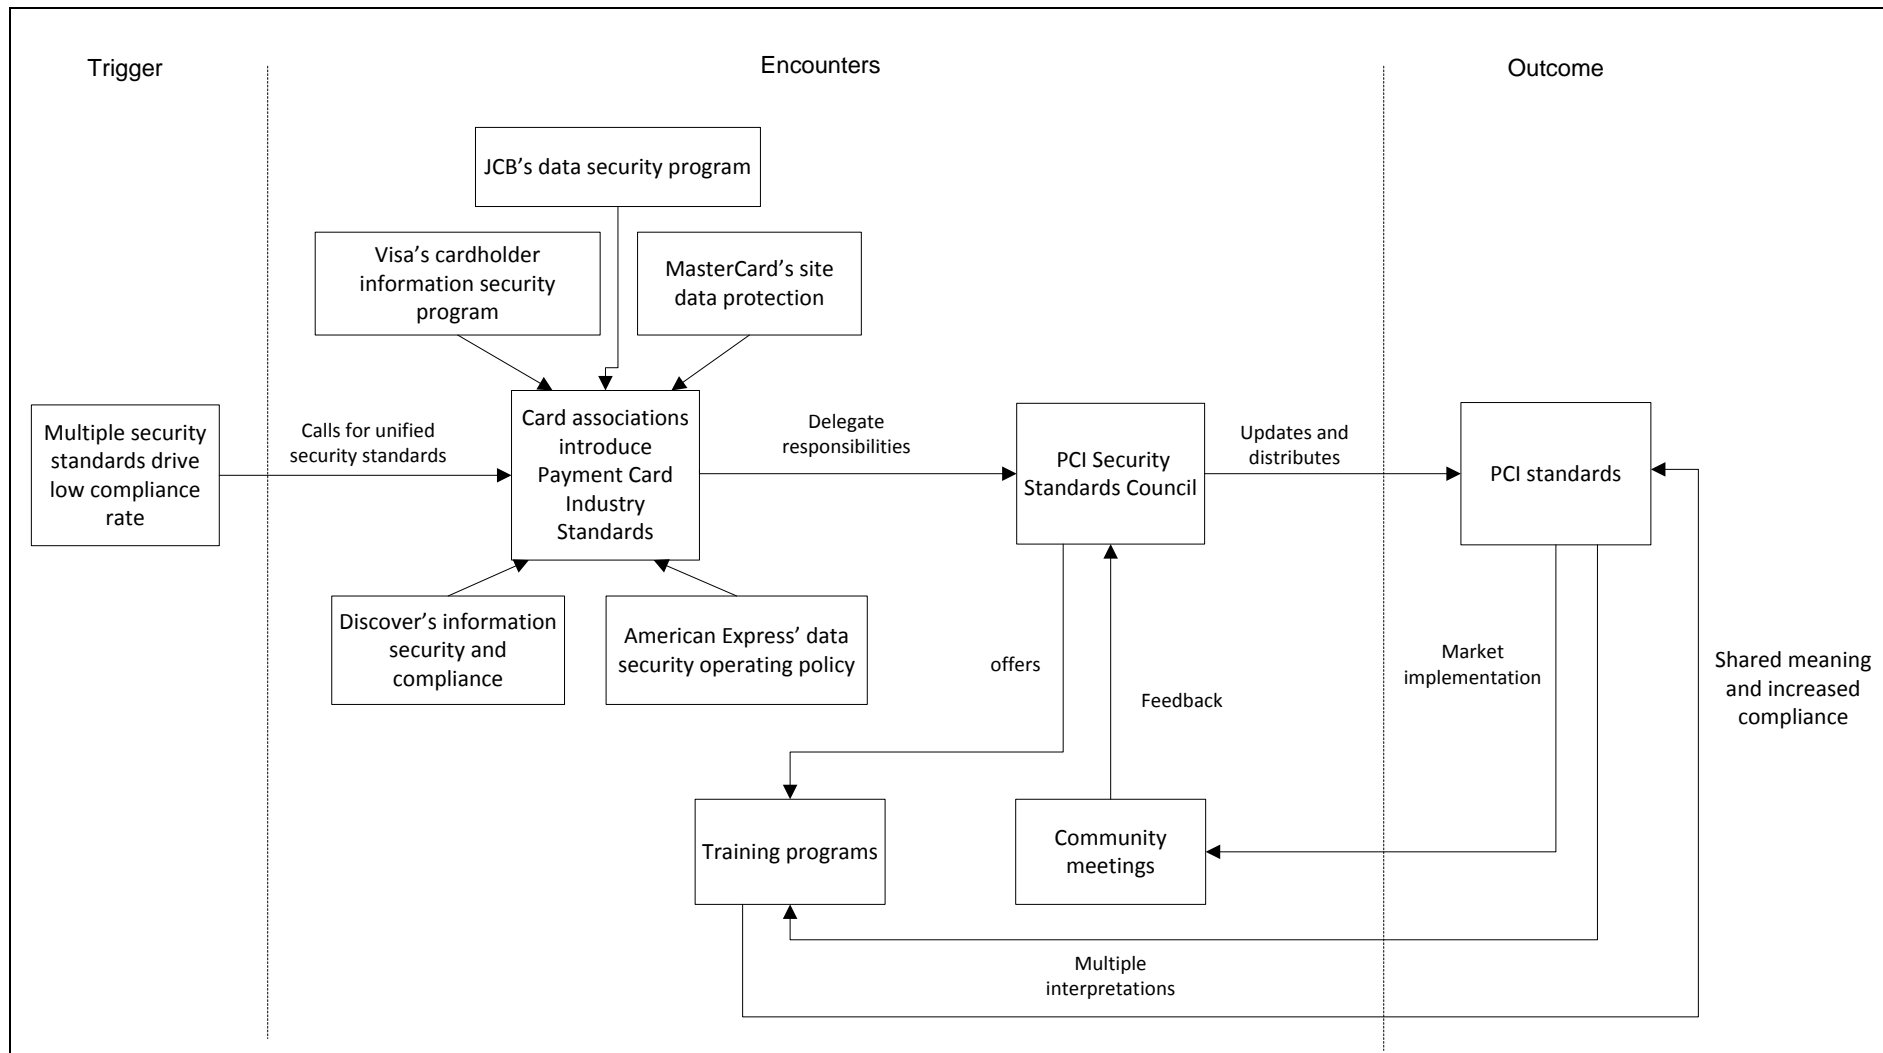 Trigger
Encounters
Outcome
JCB's data security program
Visa's cardholder
information security
program
MasterCard's site
data protection
Multiple security
standards drive
low compliance
rate
Calls for unified
security standards
Card associations
introduce
Payment Card
Industry
Standards
Delegate
responsibilities
PCI Security
Standards Council
Updates and
distributes
PCI standards
Discover's information
security and
compliance
American Express' data
security operating policy
offers
Feedback
Market
implementation
Shared meaning
and increased
compliance
Training programs
Community
meetings
Multiple
interpretations